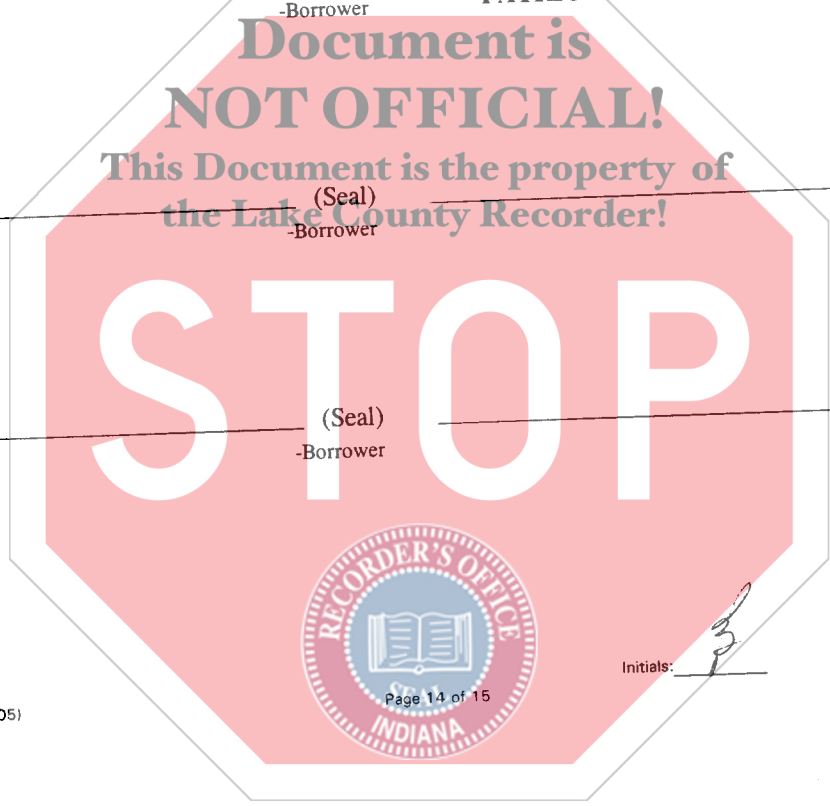 -Borrower
Document is
NOT OFFICIAL!
This Document is the property of
the Lake County Recorder!
(Seal)
-Borrower
STOP
(Seal)
-Borrower
RECORDER'S OFFICE
SEAL
INDIANA
Initials:
Page 14 of 15
05)